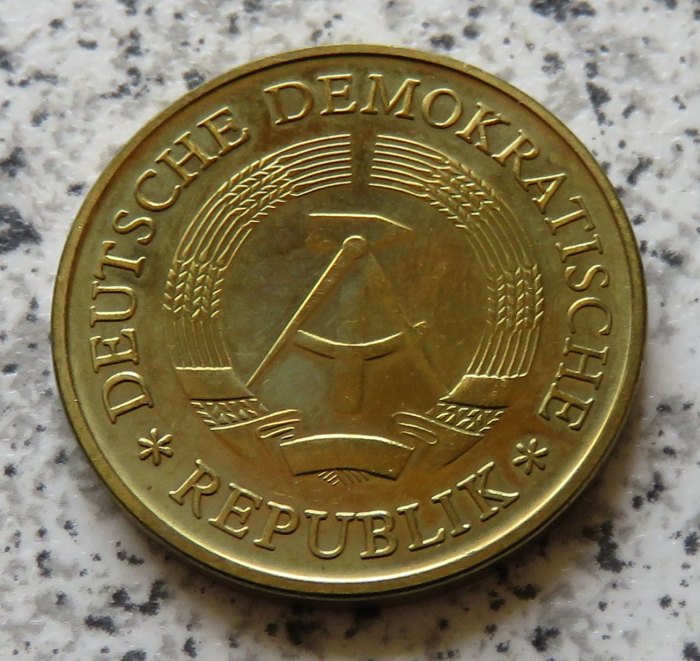 DEUTSCHE DEMOKRATISCHE
* REPUBLIK *